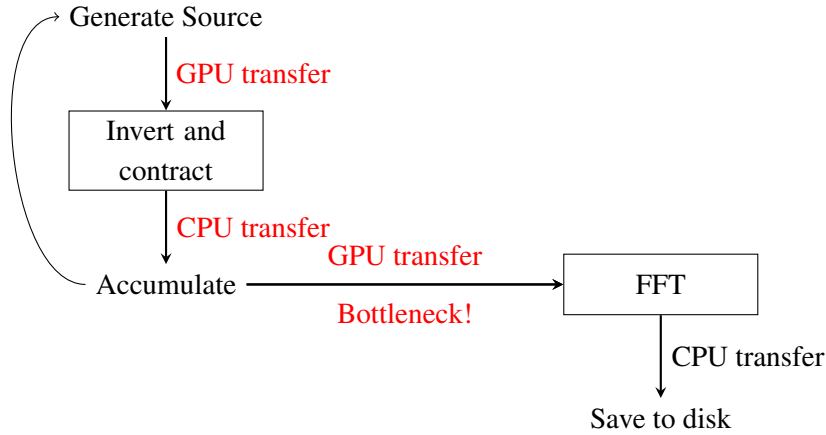 Generate Source
GPU transfer
Invert and
contract
CPU transfer
GPU transfer
Accumulate
FFT
Bottleneck!
CPU transfer
Save to disk